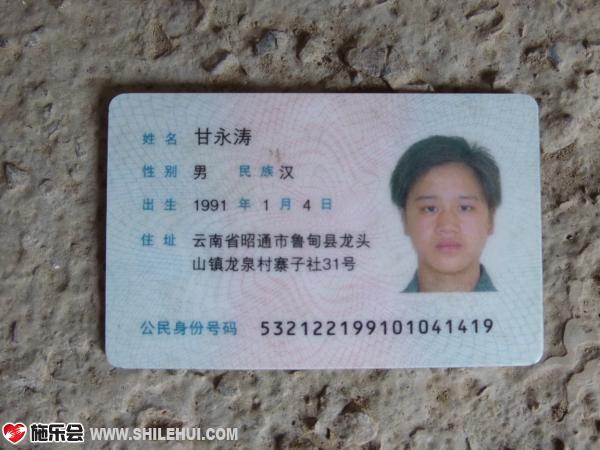 姓名 甘永涛
性别 男 民族 汉
出生 1991 年 1 月 4 日
住址 云南省昭通市鲁甸县龙头
山镇龙泉村寨子社31号
公民身份号码 532122199101041419
施乐会 WWW.SHILEHUI.COM